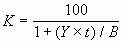 K = 100 / (1 + (Y × t) / B)